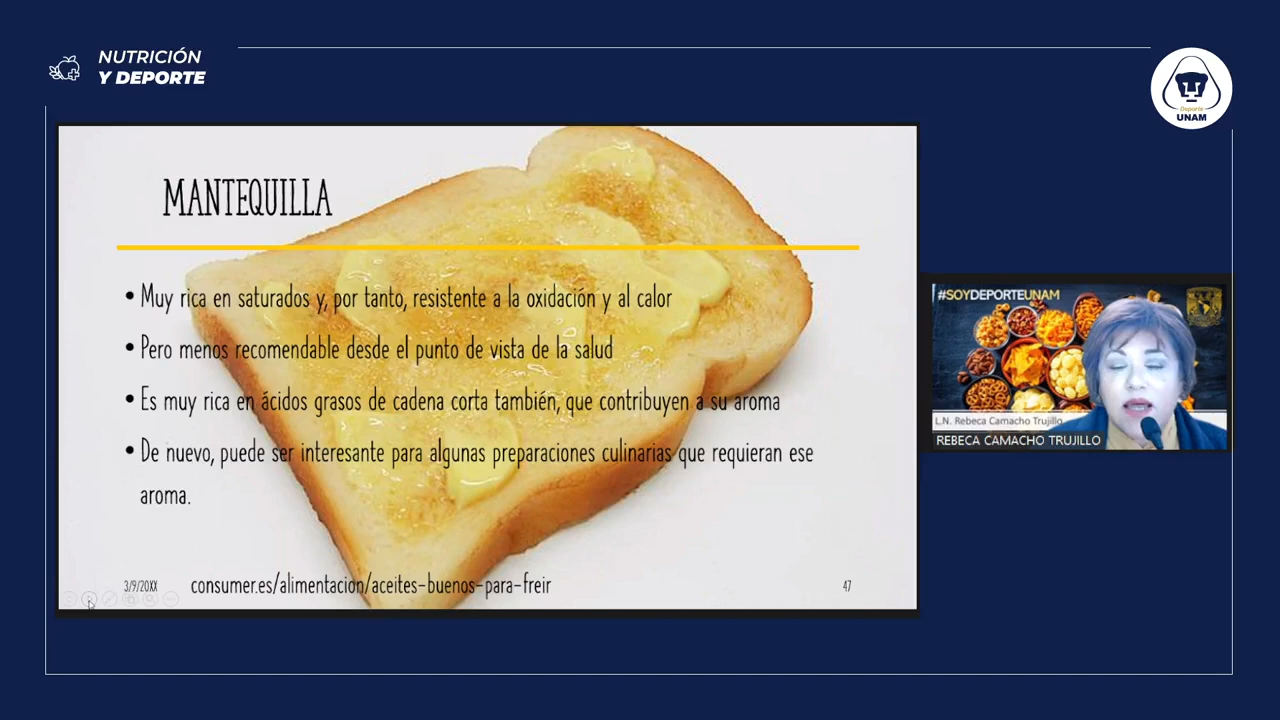 NUTRICIÓN
Y DEPORTE
Deporte
UNAM
MANTEQUILLA
• Muy rica en saturados y, por tanto, resistente a la oxidación y al calor
• Pero menos recomendable desde el punto de vista de la salud
• Es muy rica en ácidos grasos de cadena corta también, que contribuyen a su aroma
• De nuevo, puede ser interesante para algunas preparaciones culinarias que requieran ese
aroma.
3/9/20XX
consumer.es/alimentacion/aceites-buenos-para-freir
47
#SOYDEPORTEUNAM
L.N. Rebeca Camacho Trujillo
REBECA CAMACHO TRUJILLO